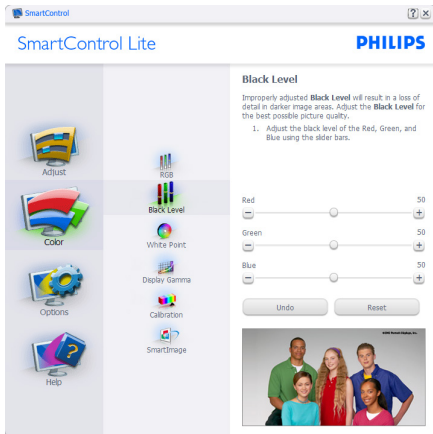 SmartControl
SmartControl Lite
PHILIPS
Adjust
Color
Options
Help
RGB
Black Level
White Point
Display Gamma
Calibration
SmartImage
Black Level
Improperly adjusted Black Level will result in a loss of
detail in darker image areas. Adjust the Black Level for
the best possible picture quality.
1. Adjust the black level of the Red, Green, and
Blue using the slider bars.
Red 50
Green 50
Blue 50
Undo Reset